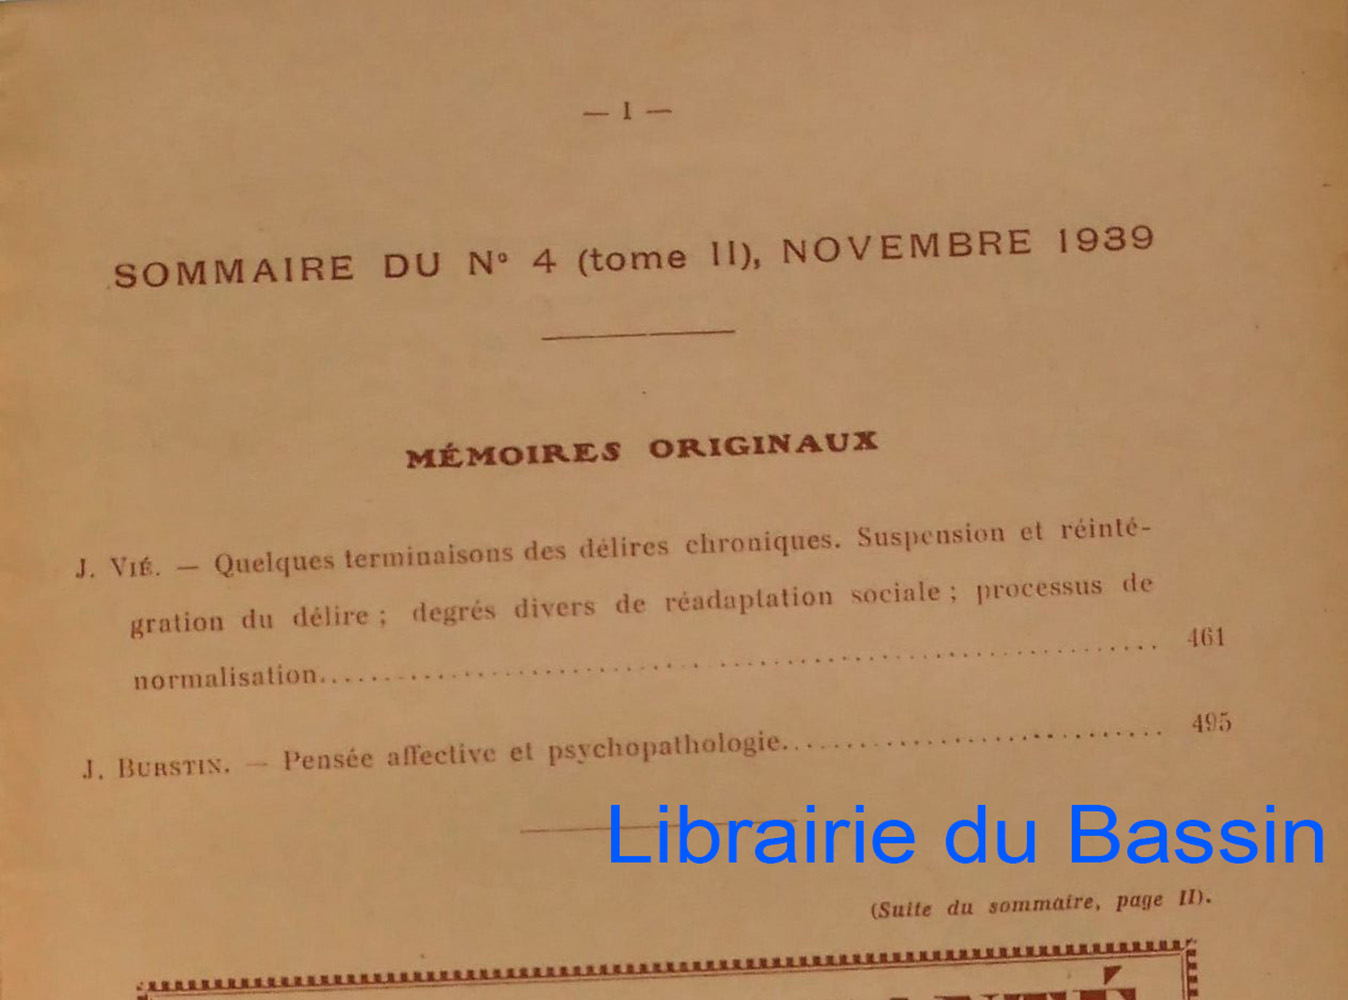 — I —
SOMMAIRE DU N° 4 (tome II), NOVEMBRE 1939
MÉMOIRES ORIGINAUX
J. VIÉ. — Quelques terminaisons des délires chroniques. Suspension et réinté-
gration du délire ; degrés divers de réadaptation sociale ; processus de
normalisation........................................................ 461
J. BURSTIN. — Pensée affective et psychopathologie.............................. 495
Librairie du Bassin
(Suite du sommaire, page II).